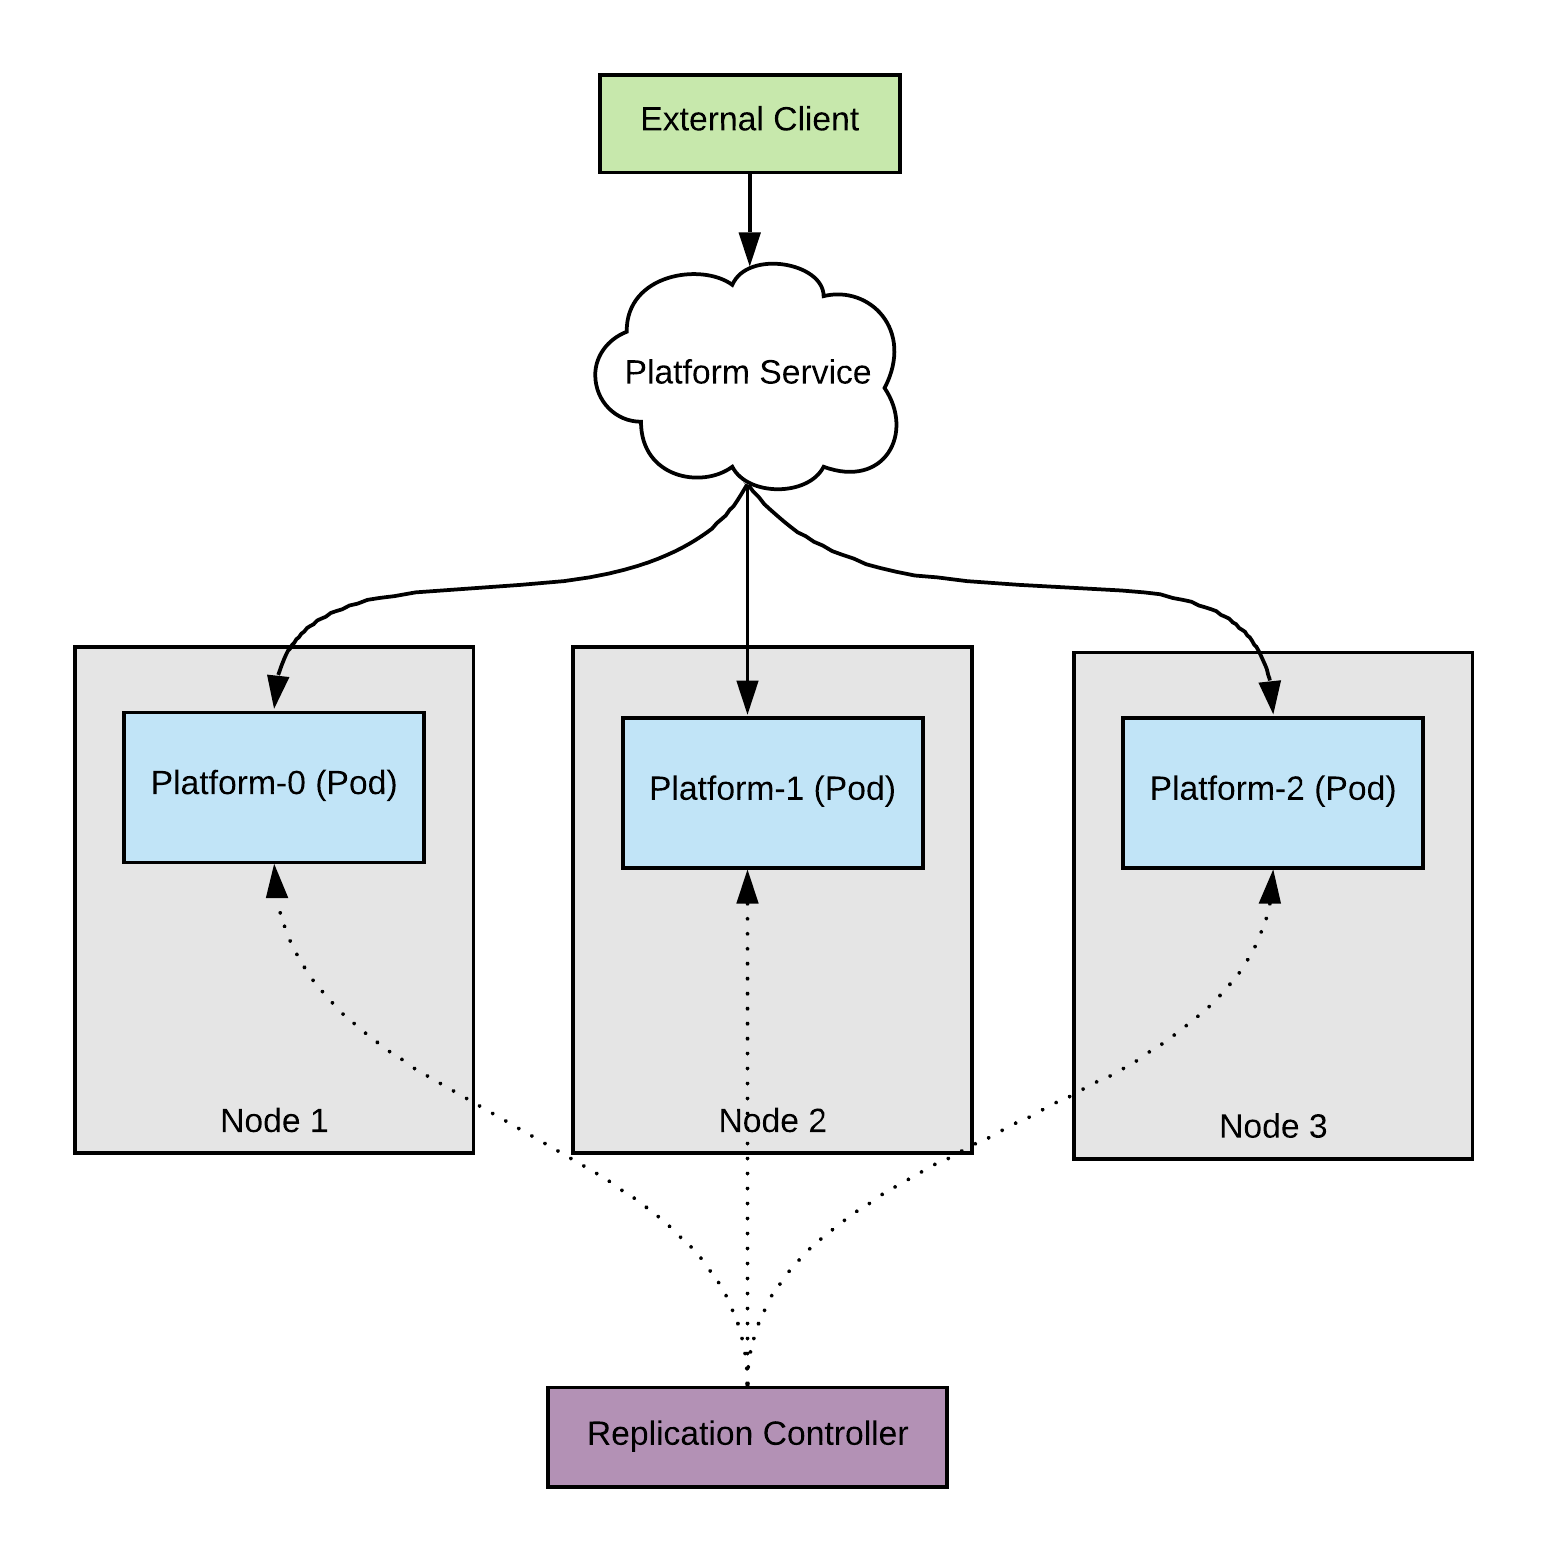 External Client
Platform Service
Platform-0 (Pod)
Platform-1 (Pod)
Platform-2 (Pod)
Node 1
Node 2
Node 3
Replication Controller